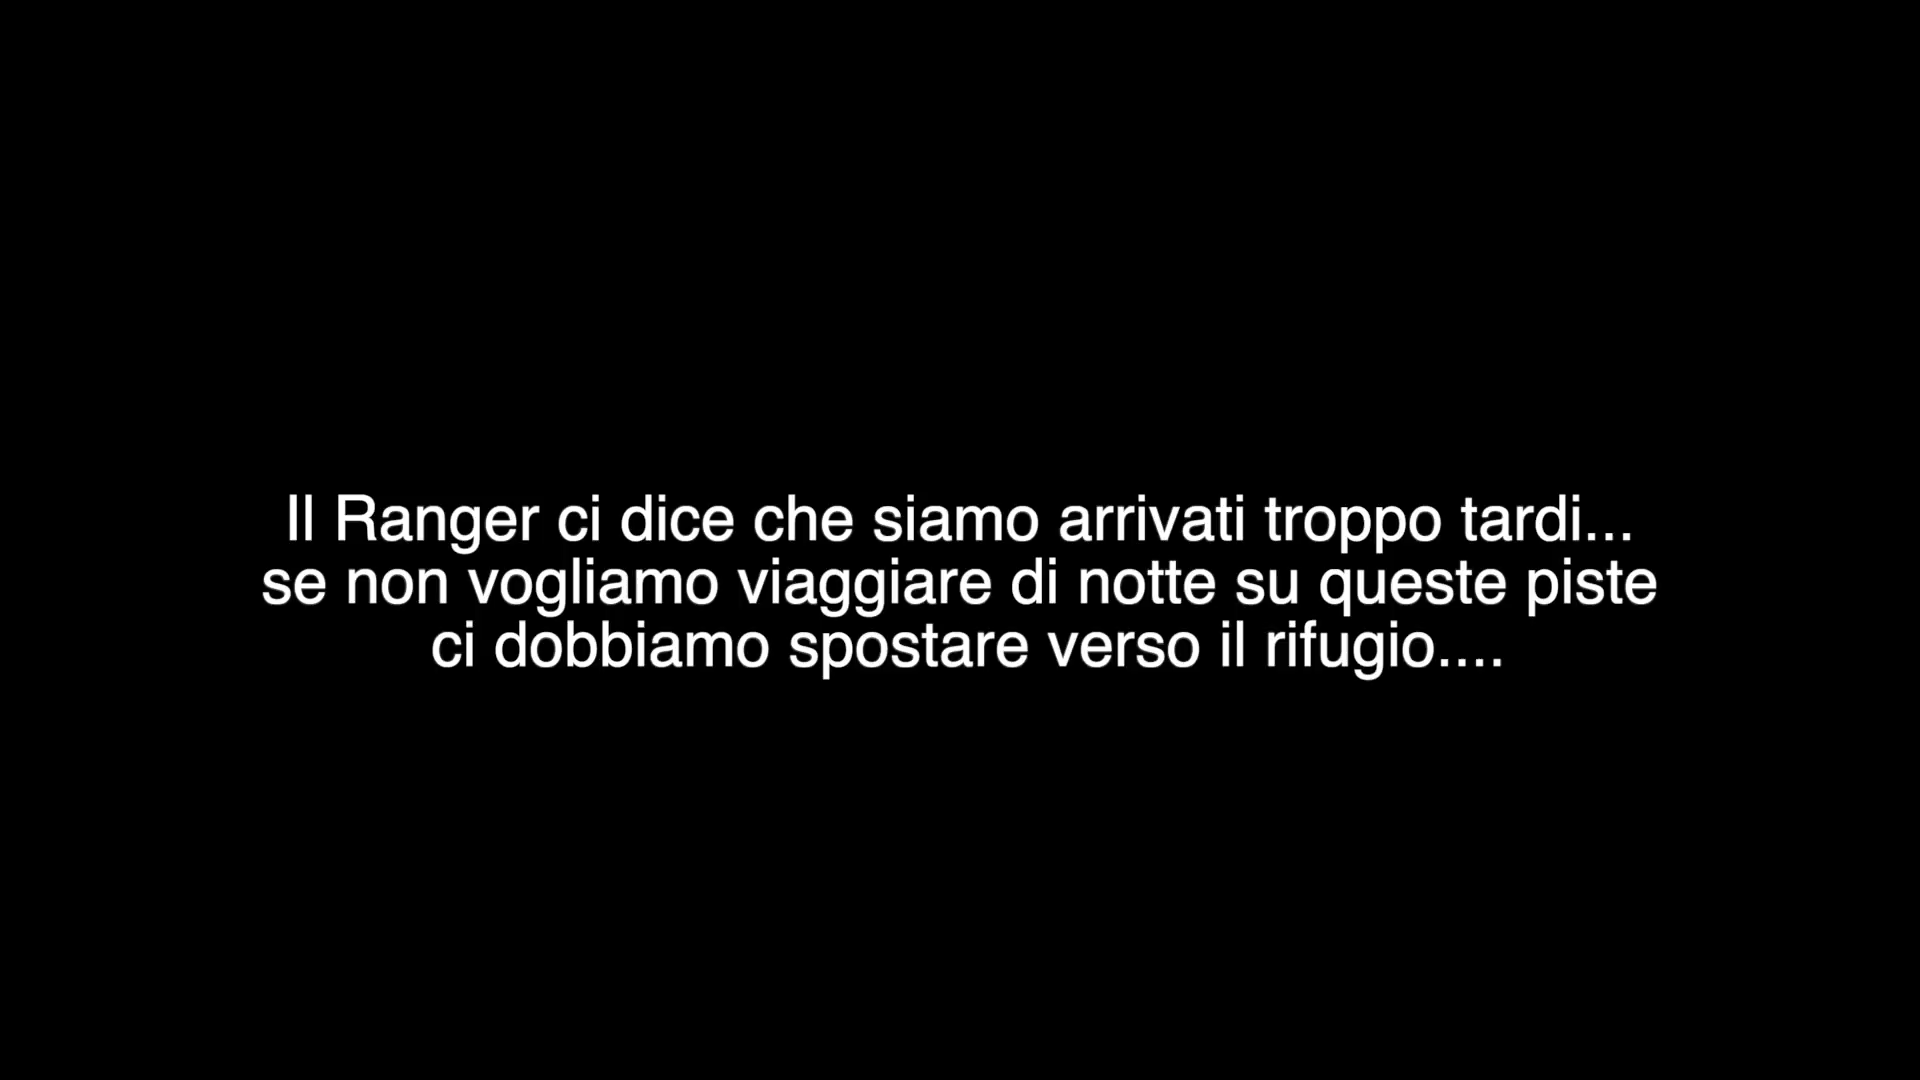 Il Ranger ci dice che siamo arrivati troppo tardi...
se non vogliamo viaggiare di notte su queste piste
ci dobbiamo spostare verso il rifugio....